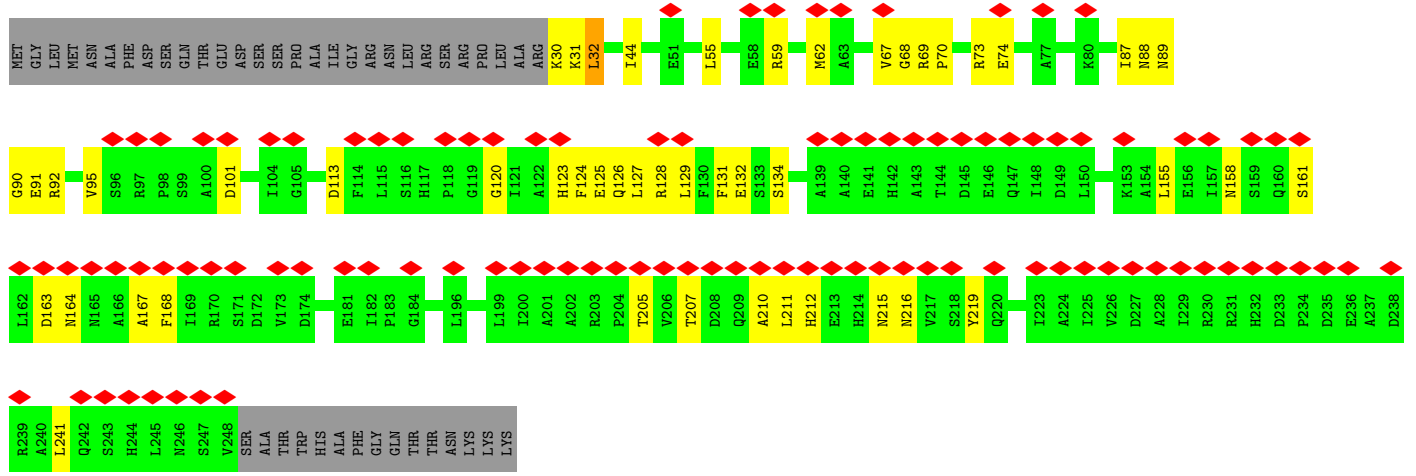 MET GLY LEU MET ASN ALA PHE ASP SER GLN THR GLU ASP SER SER PRO ALA ILE GLY ARG ASN LEU ARG SER ARG PRO LEU ALA ARG K30 K31 L32 I44 E51 L55 E58 R59 M62 A63 V67 G68 R69 P70 R73 E74 A77 K80 I87 N88 N89
G90 E91 R92 V95 S96 R97 P98 S99 A100 D101 I104 G105 D113 F114 L115 S116 H117 P118 G119 G120 I121 A122 H123 F124 E125 Q126 L127 R128 L129 F130 F131 E132 S133 S134 A139 A140 E141 H142 A143 T144 D145 E146 Q147 I148 D149 L150 K153 A154 L155 E156 I157 N158 S159 Q160 S161
L162 D163 N164 N165 A166 A167 F168 I169 R170 S171 D172 V173 D174 E181 I182 P183 G184 L196 L199 I200 A201 A202 R203 P204 T205 V206 T207 D208 Q209 A210 L211 H212 E213 H214 N215 N216 V217 S218 Y219 Q220 I223 A224 I225 V226 D227 A228 I229 R230 R231 H232 D233 P234 D235 E236 A237 D238
R239 A240 L241 Q242 S243 H244 L245 N246 S247 V248 SER ALA THR TRP HIS ALA PHE GLY GLN THR THR ASN LYS LYS LYS